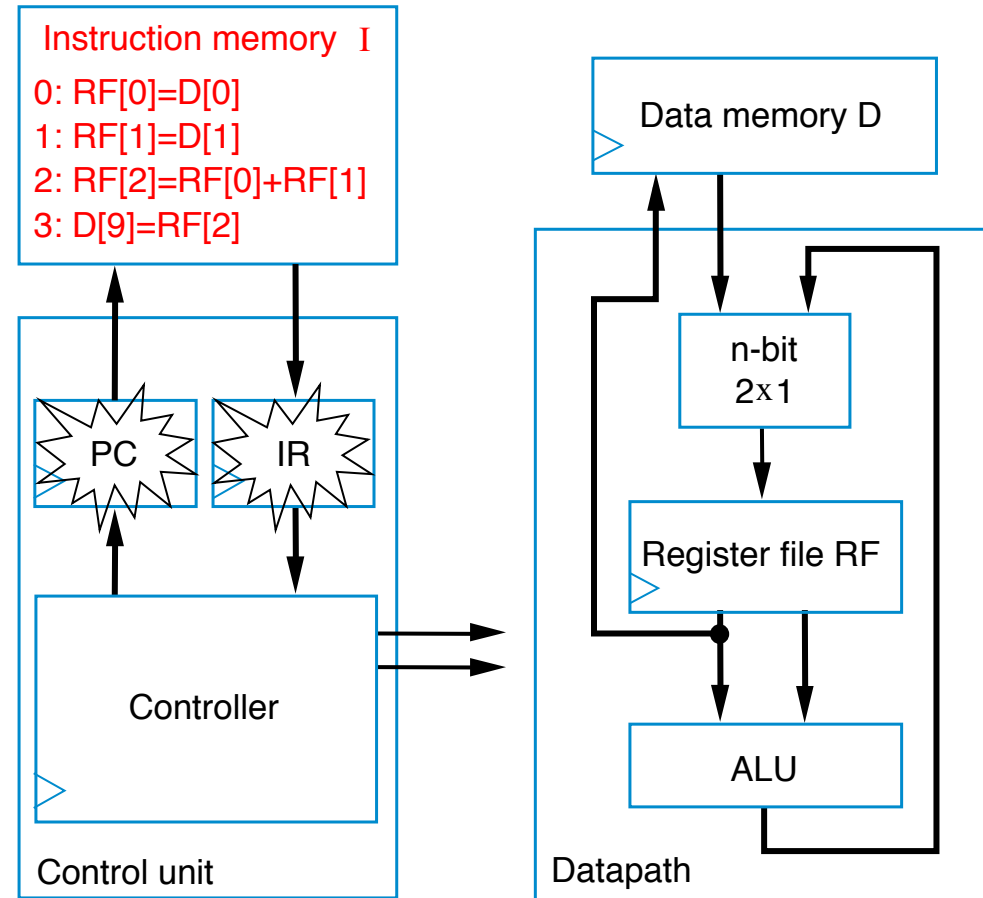 Instruction memory I
0: RF[0]=D[0]
1: RF[1]=D[1]
2: RF[2]=RF[0]+RF[1]
3: D[9]=RF[2]
PC
IR
Controller
Control unit
Data memory D
n-bit
2x1
Register file RF
ALU
Datapath